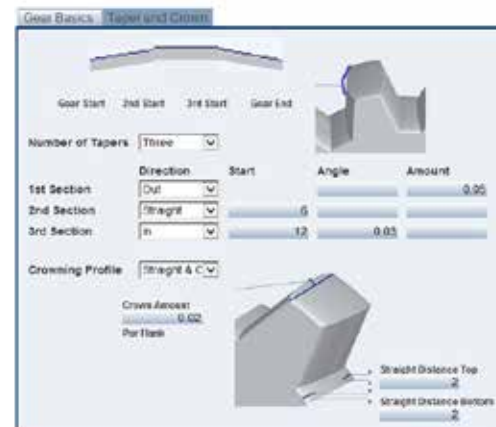 Gear Basics Taper and Crown
Gear Start 2nd Start 3rd Start Gear End
Number of Tapers Three
Direction Start Angle Amount
1st Section Out 0.05
2nd Section Straight 6
3rd Section In 12 0.03
Crowning Profile Straight & C
Crown Amount
0.02
Per Flank
Straight Distance Top
2
Straight Distance Bottom
2